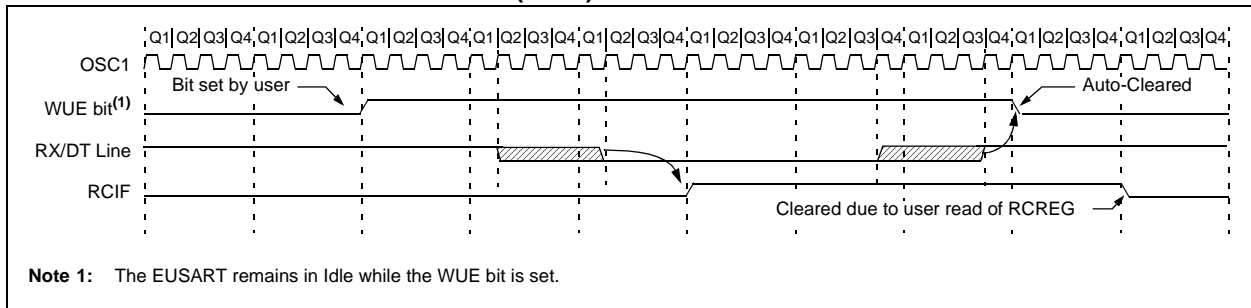 Q1 Q2 Q3 Q4 Q1 Q2 Q3 Q4 Q1 Q2 Q3 Q4 Q1 Q2 Q3 Q4 Q1 Q2 Q3 Q4 Q1 Q2 Q3 Q4 Q1 Q2 Q3 Q4 Q1 Q2 Q3 Q4 Q1 Q2 Q3 Q4 Q1 Q2 Q3 Q4
OSC1
Bit set by user
Auto-Cleared
WUE bit(1)
RX/DT Line
RCIF
Cleared due to user read of RCREG
Note 1: The EUSART remains in Idle while the WUE bit is set.